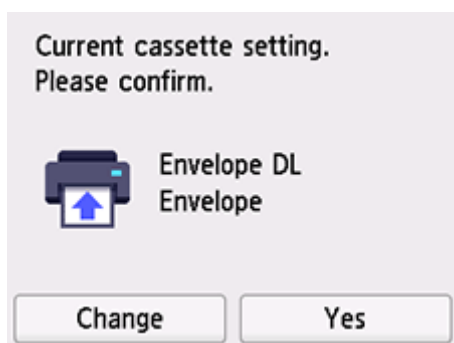 Current cassette setting.
Please confirm.
Envelope DL
Envelope
Change
Yes